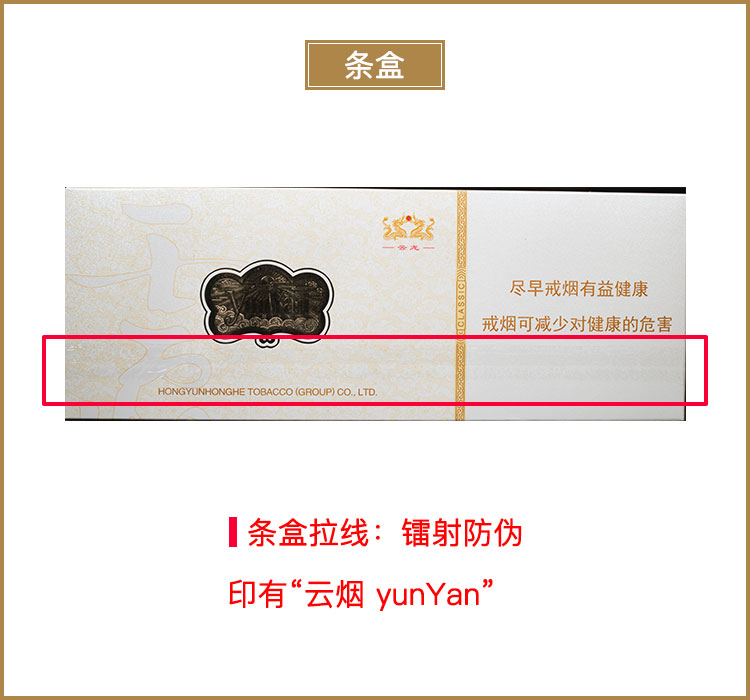 条盒
云龙
CLASSIC
尽早戒烟有益健康
戒烟可减少对健康的危害
HONGYUNHONGHE TOBACCO (GROUP) CO., LTD.
条盒拉线：镭射防伪
印有“云烟 yunYan”